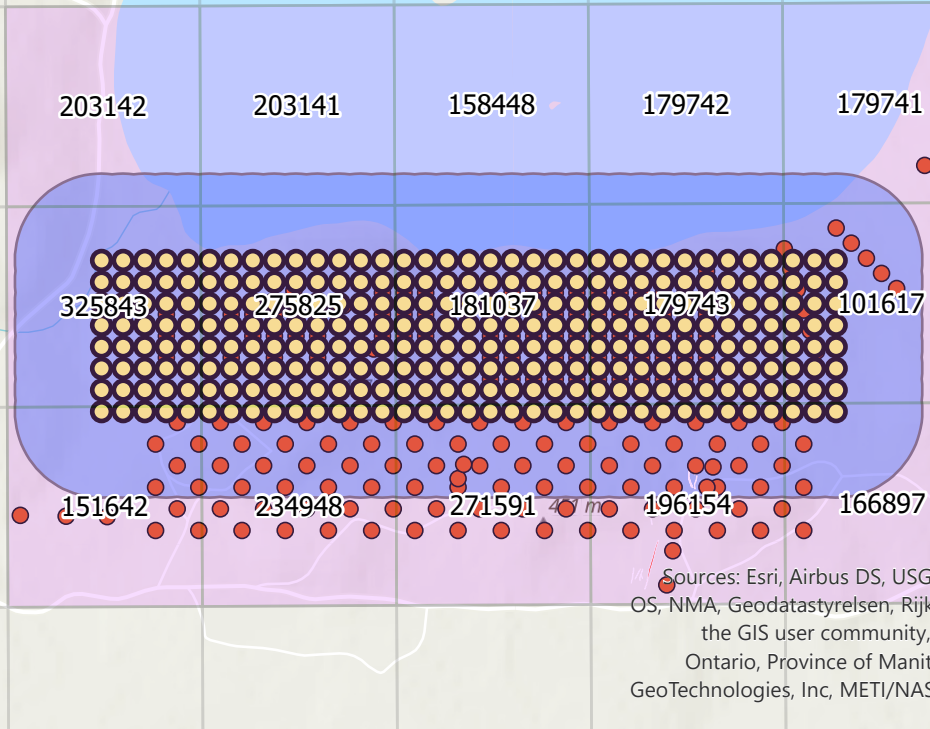 203142 203141 158448 179742 179741
325843 275825 181037 179743 101617
151642 234948 271591 196154 166897
Sources: Esri, Airbus DS, USG
OS, NMA, Geodatastyrelsen, Rijk
the GIS user community,
Ontario, Province of Manit
GeoTechnologies, Inc, METI/NAS